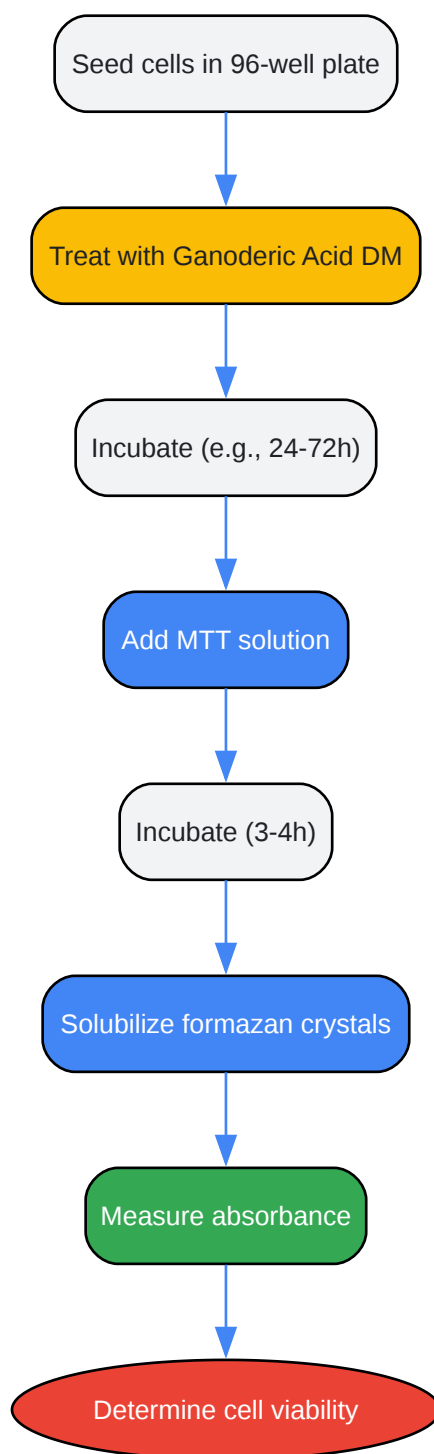 Seed cells in 96-well plate
Treat with Ganoderic Acid DM
Incubate (e.g., 24-72h)
Add MTT solution
Incubate (3-4h)
Solubilize formazan crystals
Measure absorbance
Determine cell viability